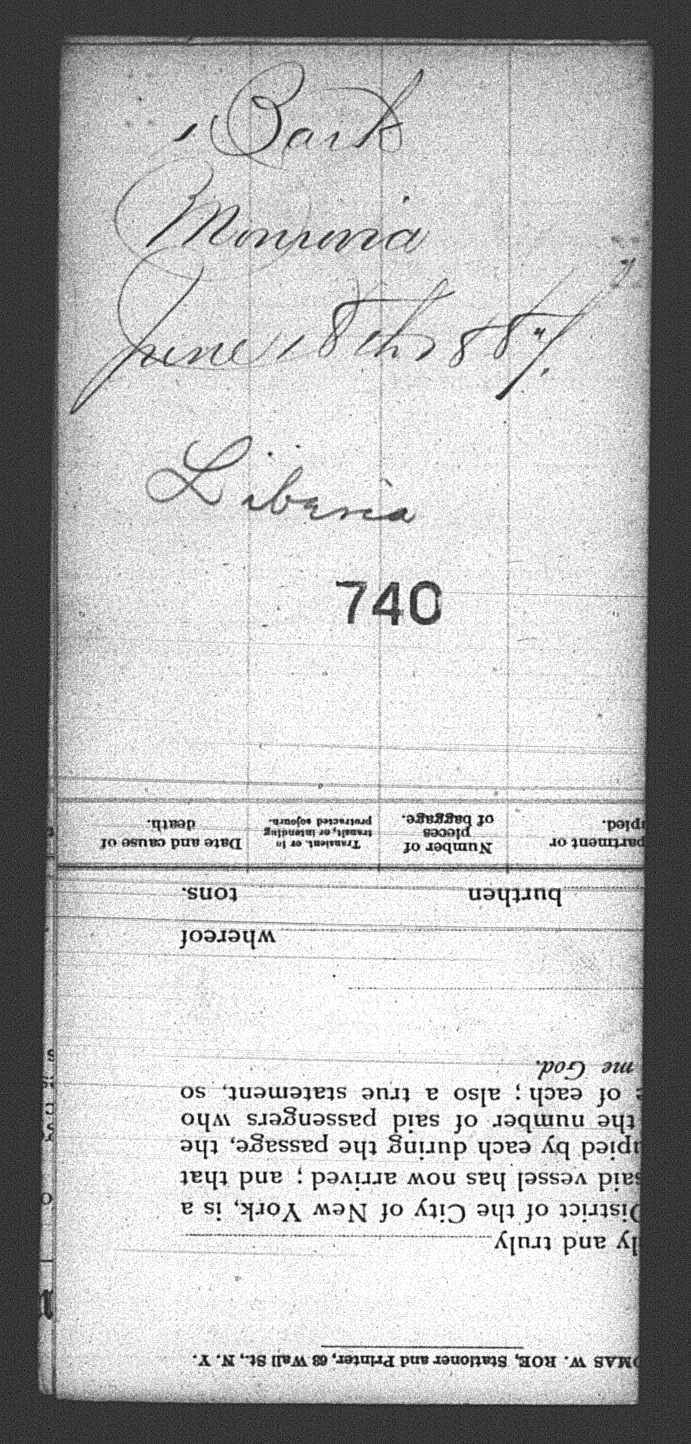 Bark
Monrovia
June 18th 1887.
Liberia
740
Date and cause of
death.
Transient, or in
transit, or intending
protracted sojourn.
Number of
pieces
of baggage.
partment or
upied.
burthen tons.
whereof
ly and truly
District of the City of New York, is a
said vessel has now arrived; and that
upied by each during the passage, the
the number of said passengers who
e of each; also a true statement, so
me God.
OMAS W. ROE, Stationer and Printer, 63 Wall St., N. Y.